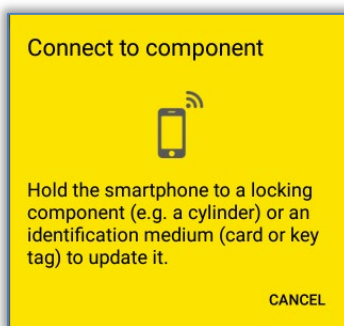 Connect to component
Hold the smartphone to a locking
component (e.g. a cylinder) or an
identification medium (card or key
tag) to update it.
CANCEL